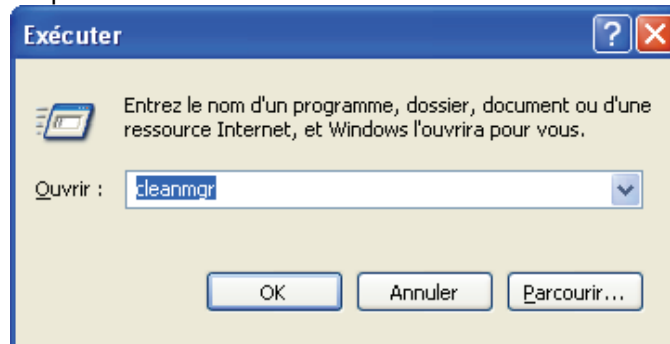 Exécuter
Entrez le nom d'un programme, dossier, document ou d'une
ressource Internet, et Windows l'ouvrira pour vous.
Ouvrir : cleanmgr
OK Annuler Parcourir...